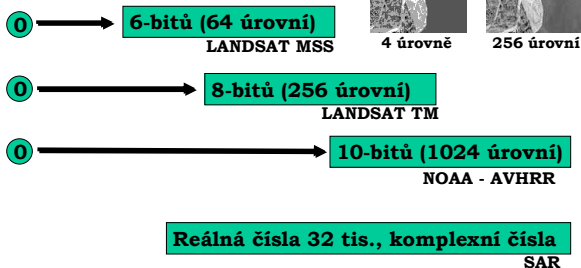 0 6-bitů (64 úrovní)
LANDSAT MSS
4 úrovně 256 úrovní
0 8-bitů (256 úrovní)
LANDSAT TM
0 10-bitů (1024 úrovní)
NOAA - AVHRR
Reálná čísla 32 tis., komplexní čísla
SAR